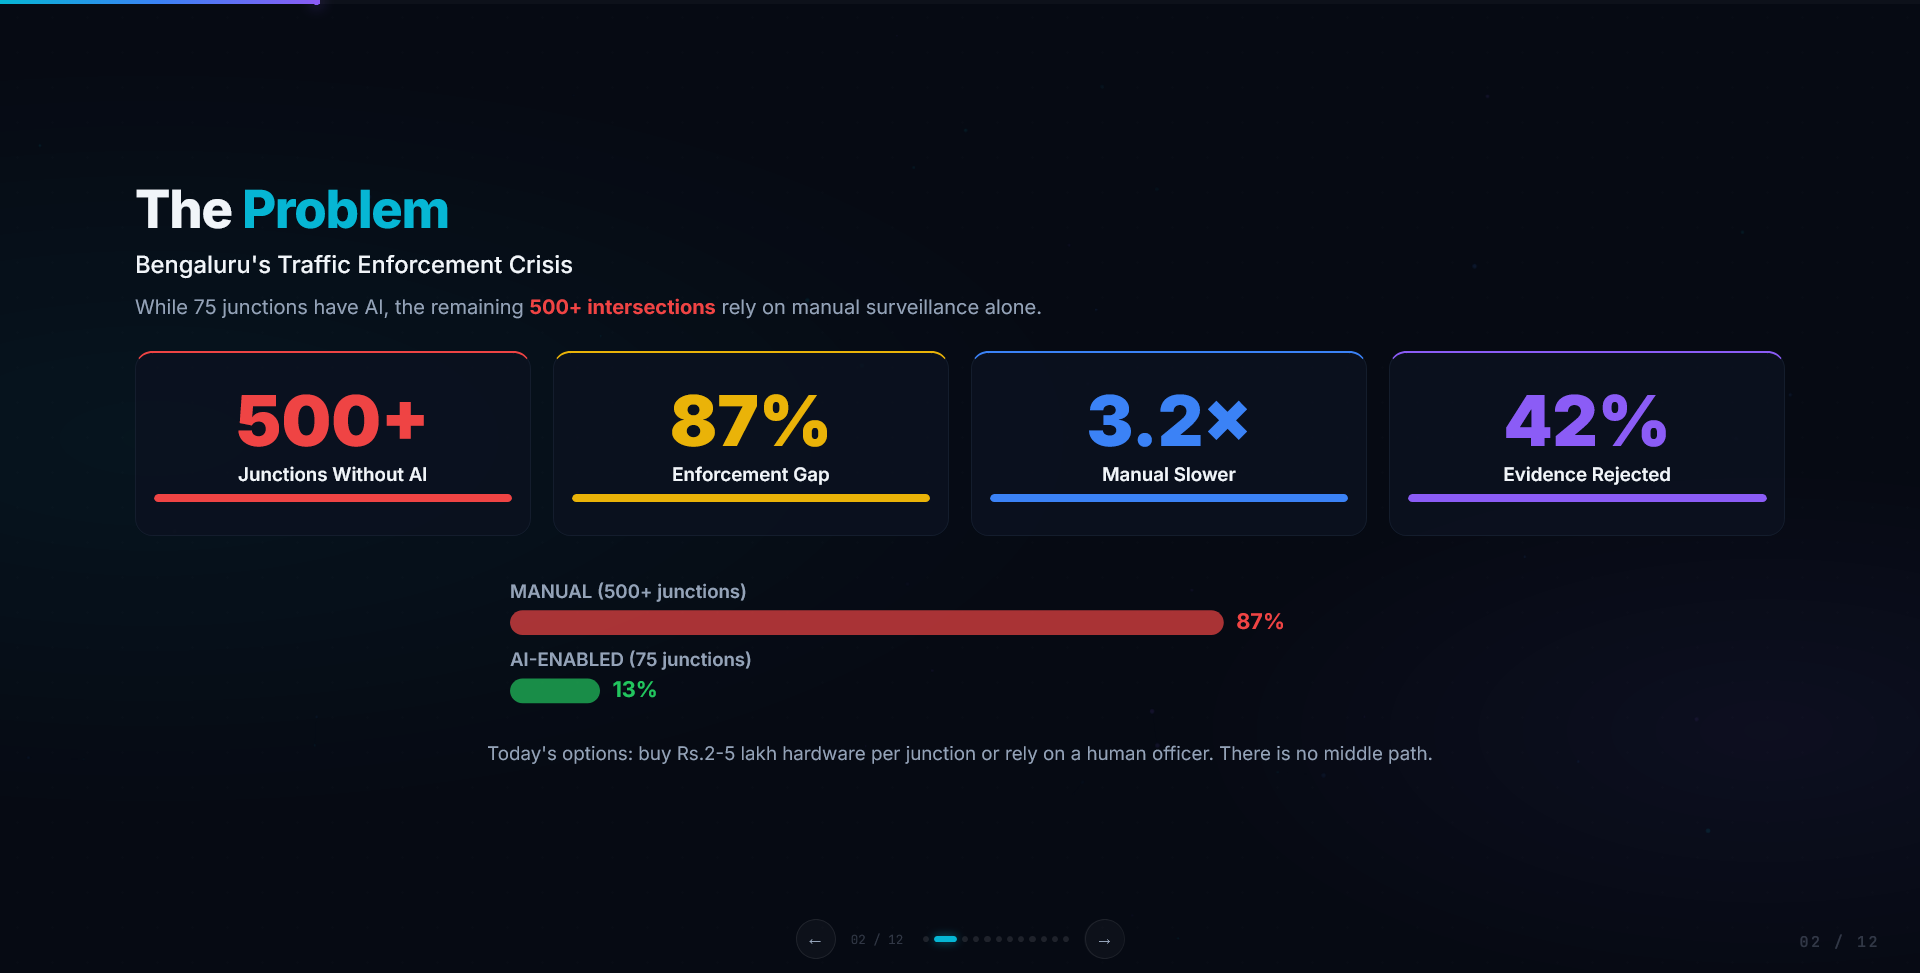 The Problem
Bengaluru's Traffic Enforcement Crisis
While 75 junctions have AI, the remaining 500+ intersections rely on manual surveillance alone.
500+
Junctions Without AI
87%
Enforcement Gap
3.2×
Manual Slower
42%
Evidence Rejected
MANUAL (500+ junctions)
87%
AI-ENABLED (75 junctions)
13%
Today's options: buy Rs.2-5 lakh hardware per junction or rely on a human officer. There is no middle path.
← 02 / 12 →
02 / 12